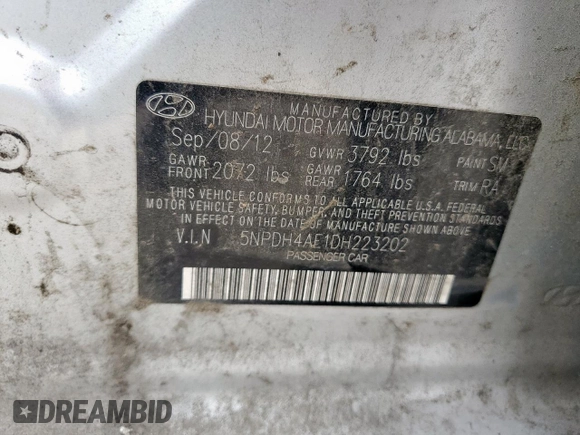 MANUFACTURED BY
HYUNDAI MOTOR MANUFACTURING ALABAMA, LLC
Sep/08/12 GVWR 3792 lbs PAINT SM
GAWR FRONT 2072 lbs GAWR REAR 1764 lbs TRIM RA
THIS VEHICLE CONFORMS TO ALL APPLICABLE U.S.A. FEDERAL
MOTOR VEHICLE SAFETY, BUMPER, AND THEFT PREVENTION STANDARDS
IN EFFECT ON THE DATE OF MANUFACTURE SHOWN ABOVE.
V.I.N 5NPDH4AE1DH223202
PASSENGER CAR
DREAMBID